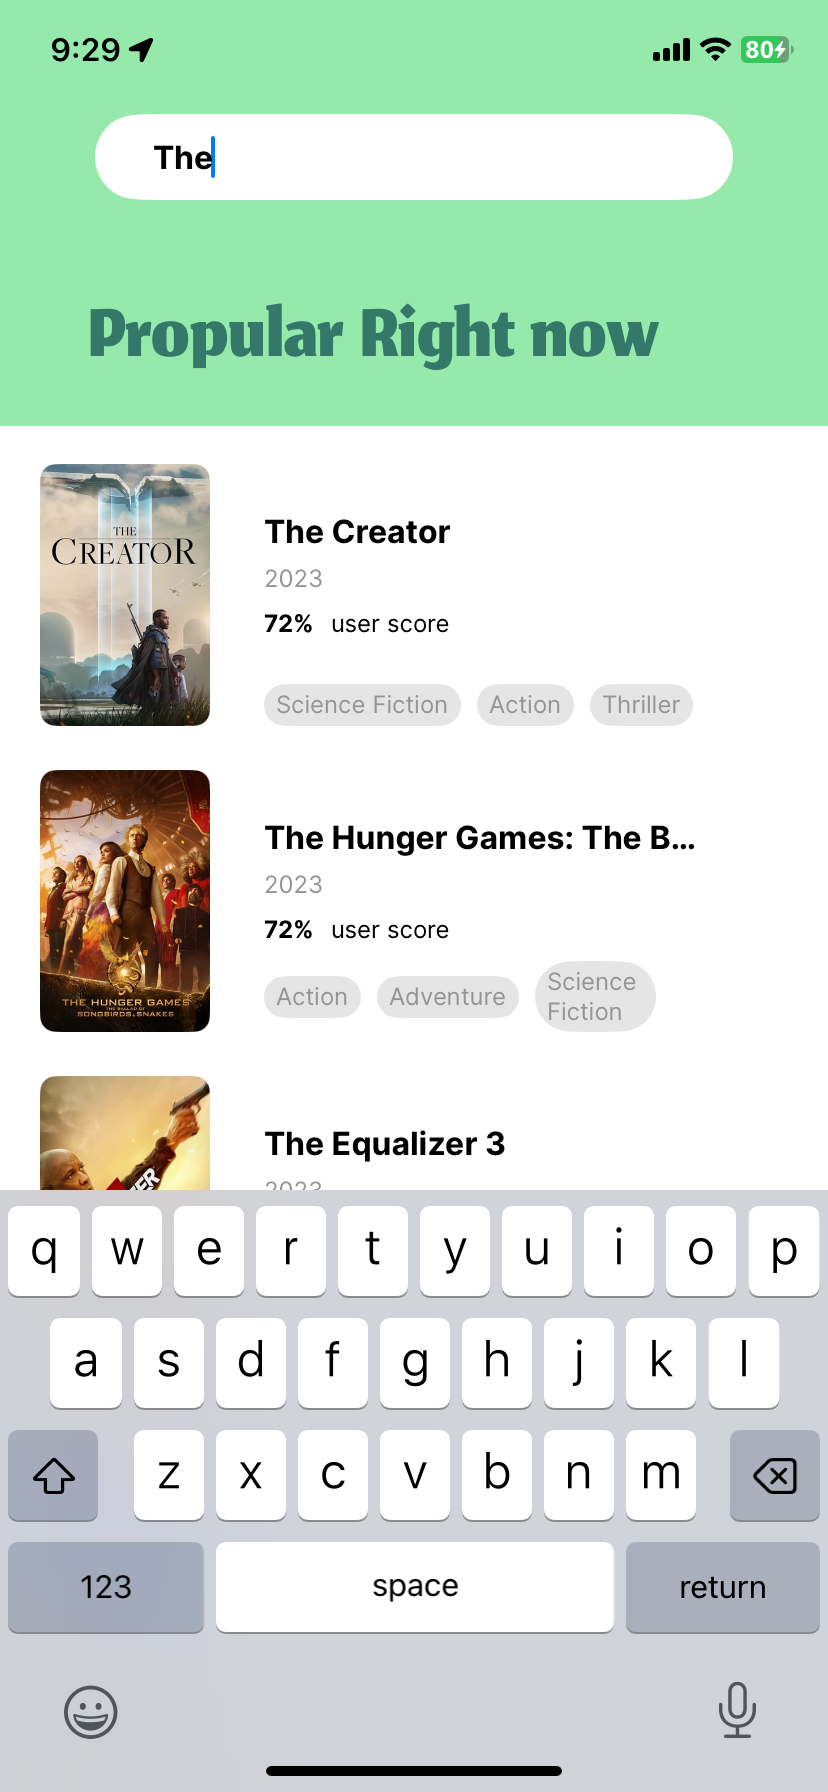 9:29
80
The
Propular Right now
THE
CREATOR
The Creator
2023
72% user score
Science Fiction Action Thriller
THE HUNGER GAMES
THE BALLAD OF
SONGBIRDS & SNAKES
The Hunger Games: The B...
2023
72% user score
Action Adventure Science
Fiction
The Equalizer 3
2023
q w e r t y u i o p
a s d f g h j k l
z x c v b n m
123 space return